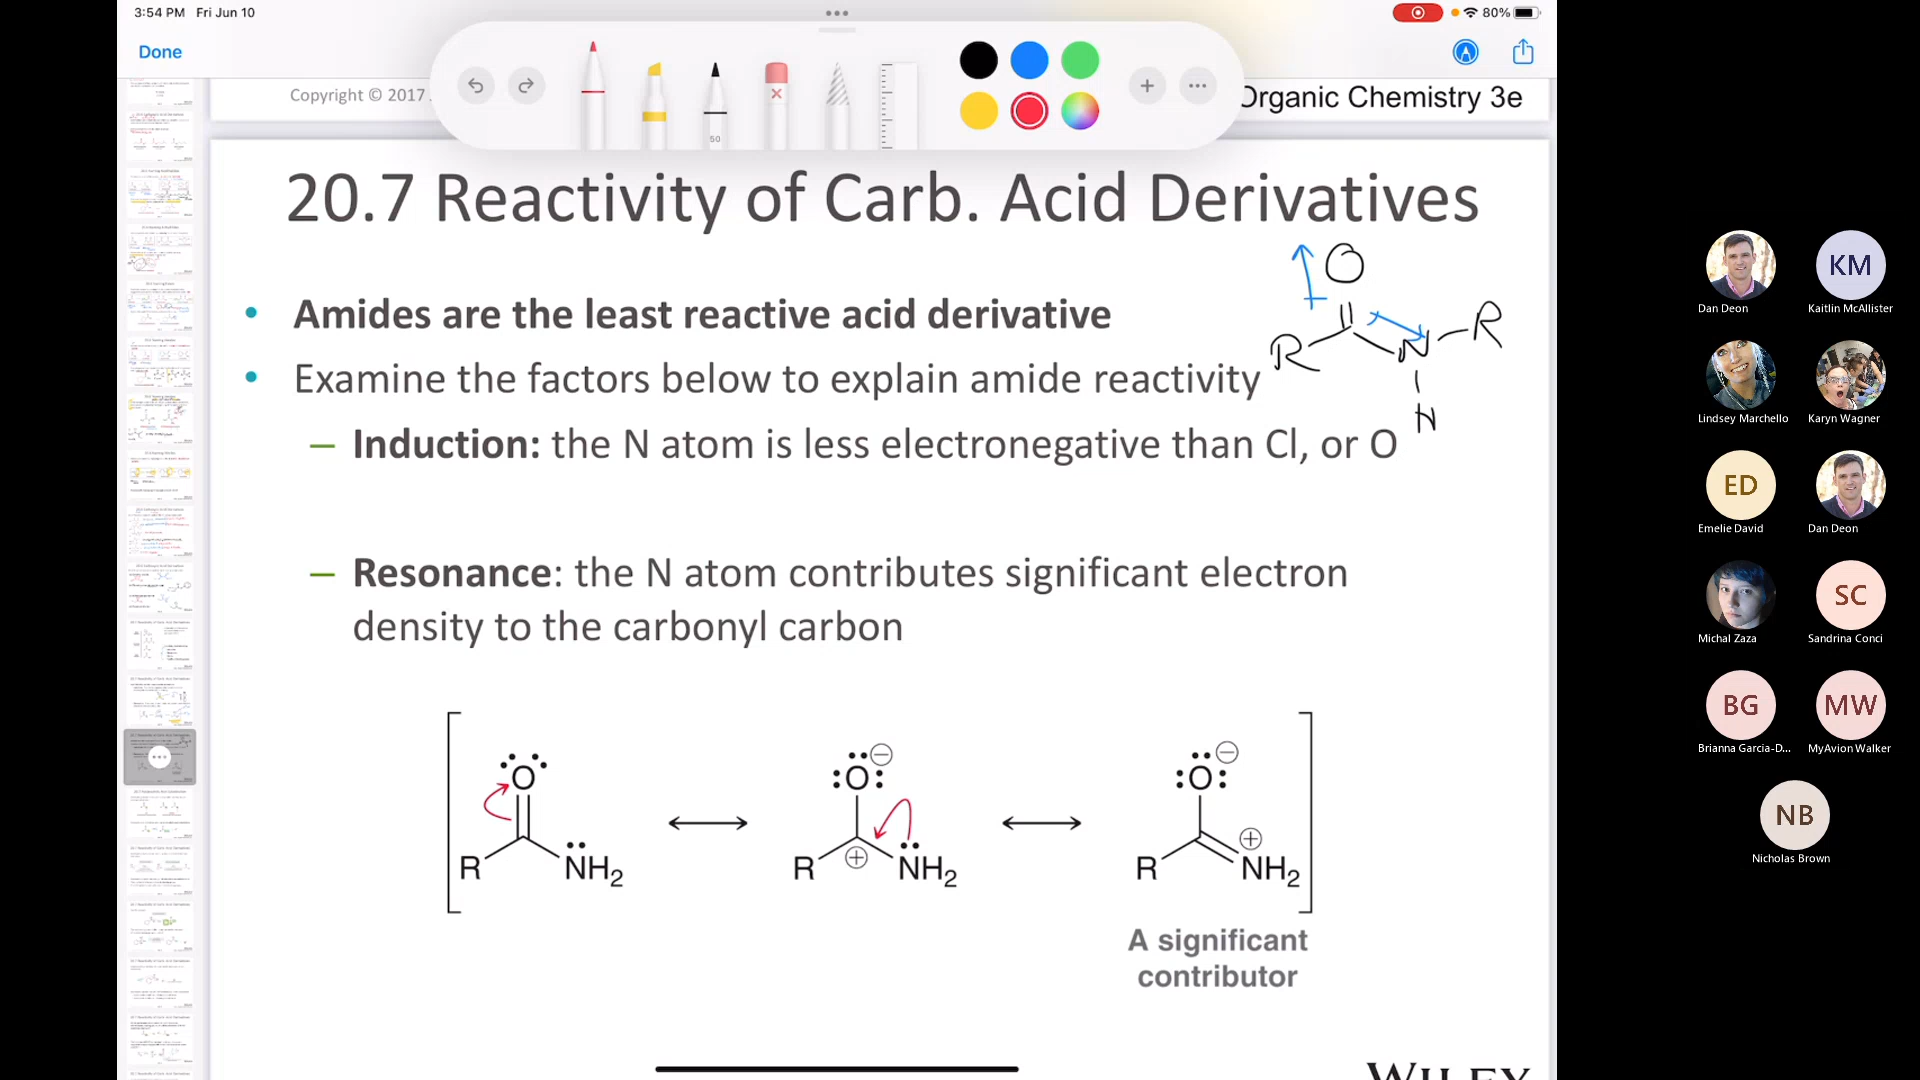 3:54 PM Fri Jun 10
80%
Done
50
Copyright © 2017
Organic Chemistry 3e
20.7 Reactivity of Carb. Acid Derivatives
• Amides are the least reactive acid derivative
• Examine the factors below to explain amide reactivity
– Induction: the N atom is less electronegative than Cl, or O
– Resonance: the N atom contributes significant electron
density to the carbonyl carbon
O
R N R
H
O O O
R NH2 R NH2 R NH2
A significant
contributor
WILEY
KM
Dan Deon Kaitlin McAllister
Lindsey Marchello Karyn Wagner
ED
Emelie David Dan Deon
SC
Michal Zaza Sandrina Conci
BG MW
Brianna Garcia-D... MyAvion Walker
NB
Nicholas Brown